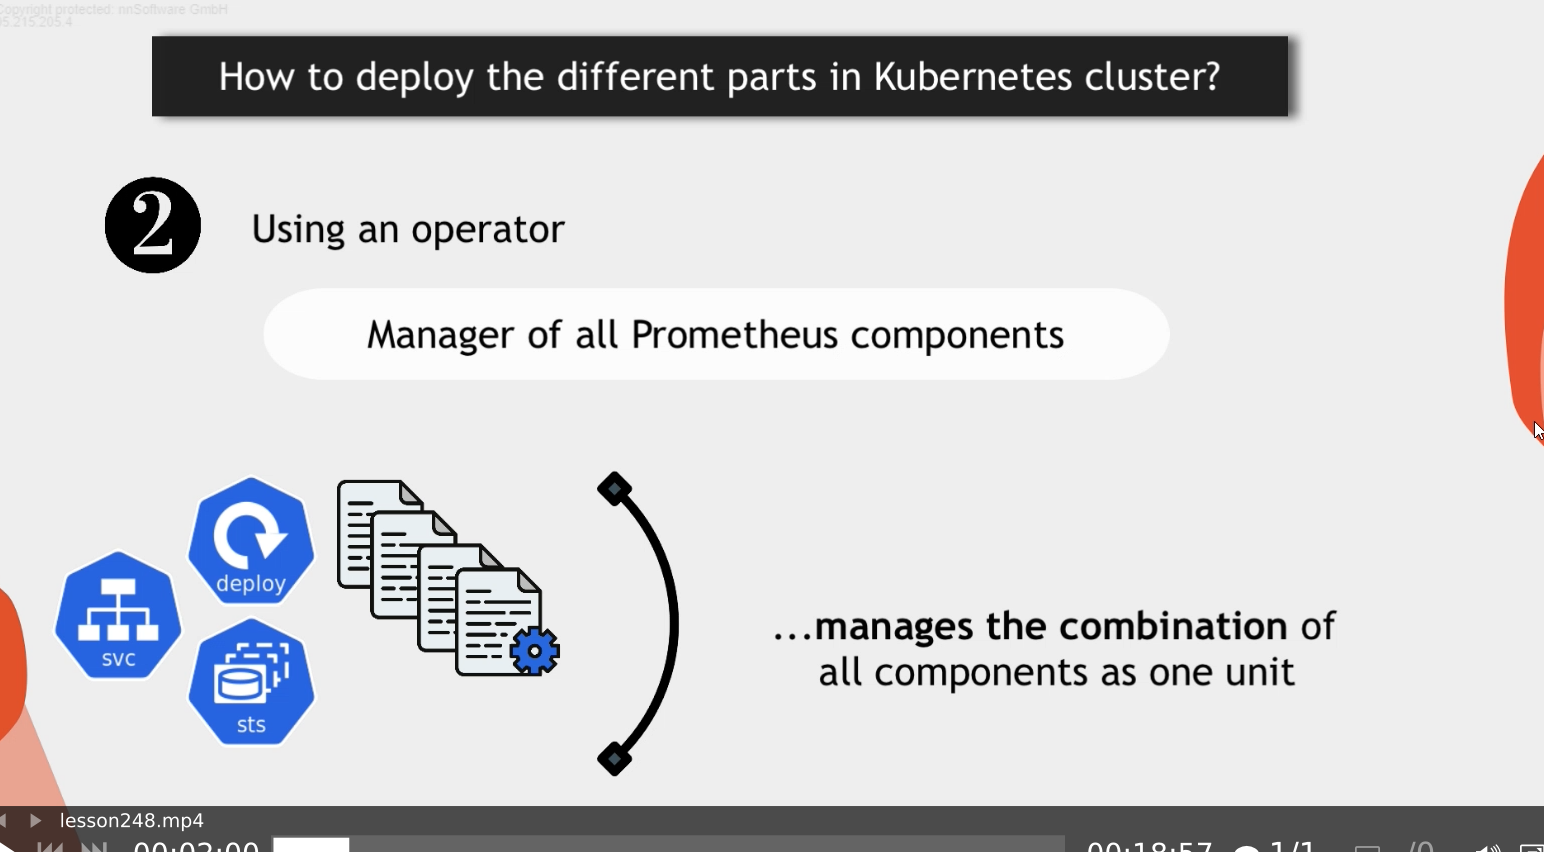 Copyright protected: nnSoftware GmbH
95.215.205.4
How to deploy the different parts in Kubernetes cluster?
2
Using an operator
Manager of all Prometheus components
deploy
svc
sts
...manages the combination of
all components as one unit
lesson248.mp4
00:02:00
00:18:57
1/1
/0